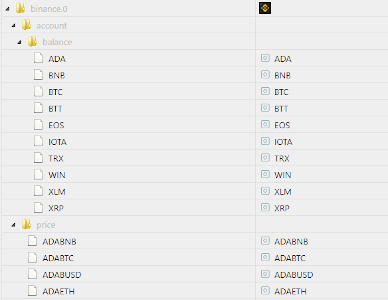 binance.0
account
balance
ADA ADA
BNB BNB
BTC BTC
BTT BTT
EOS EOS
IOTA IOTA
TRX TRX
WIN WIN
XLM XLM
XRP XRP
price
ADABNB ADABNB
ADABTC ADABTC
ADABUSD ADABUSD
ADAETH ADAETH